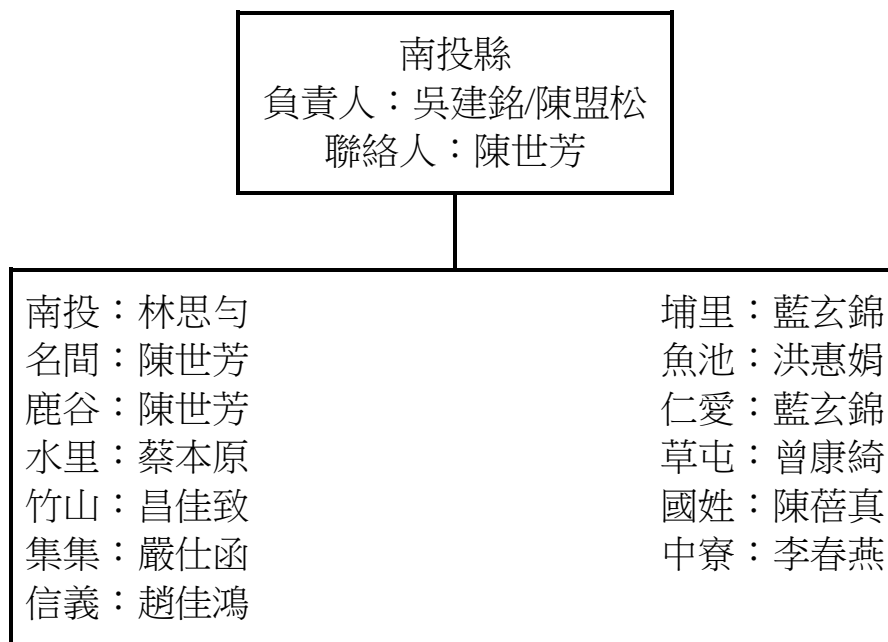 南投縣
負責人：吳建銘/陳盟松
聯絡人：陳世芳
南投：林思勻
名間：陳世芳
鹿谷：陳世芳
水里：蔡本原
竹山：昌佳致
集集：嚴仕函
信義：趙佳鴻
埔里：藍玄錦
魚池：洪惠娟
仁愛：藍玄錦
草屯：曾康綺
國姓：陳蓓真
中寮：李春燕